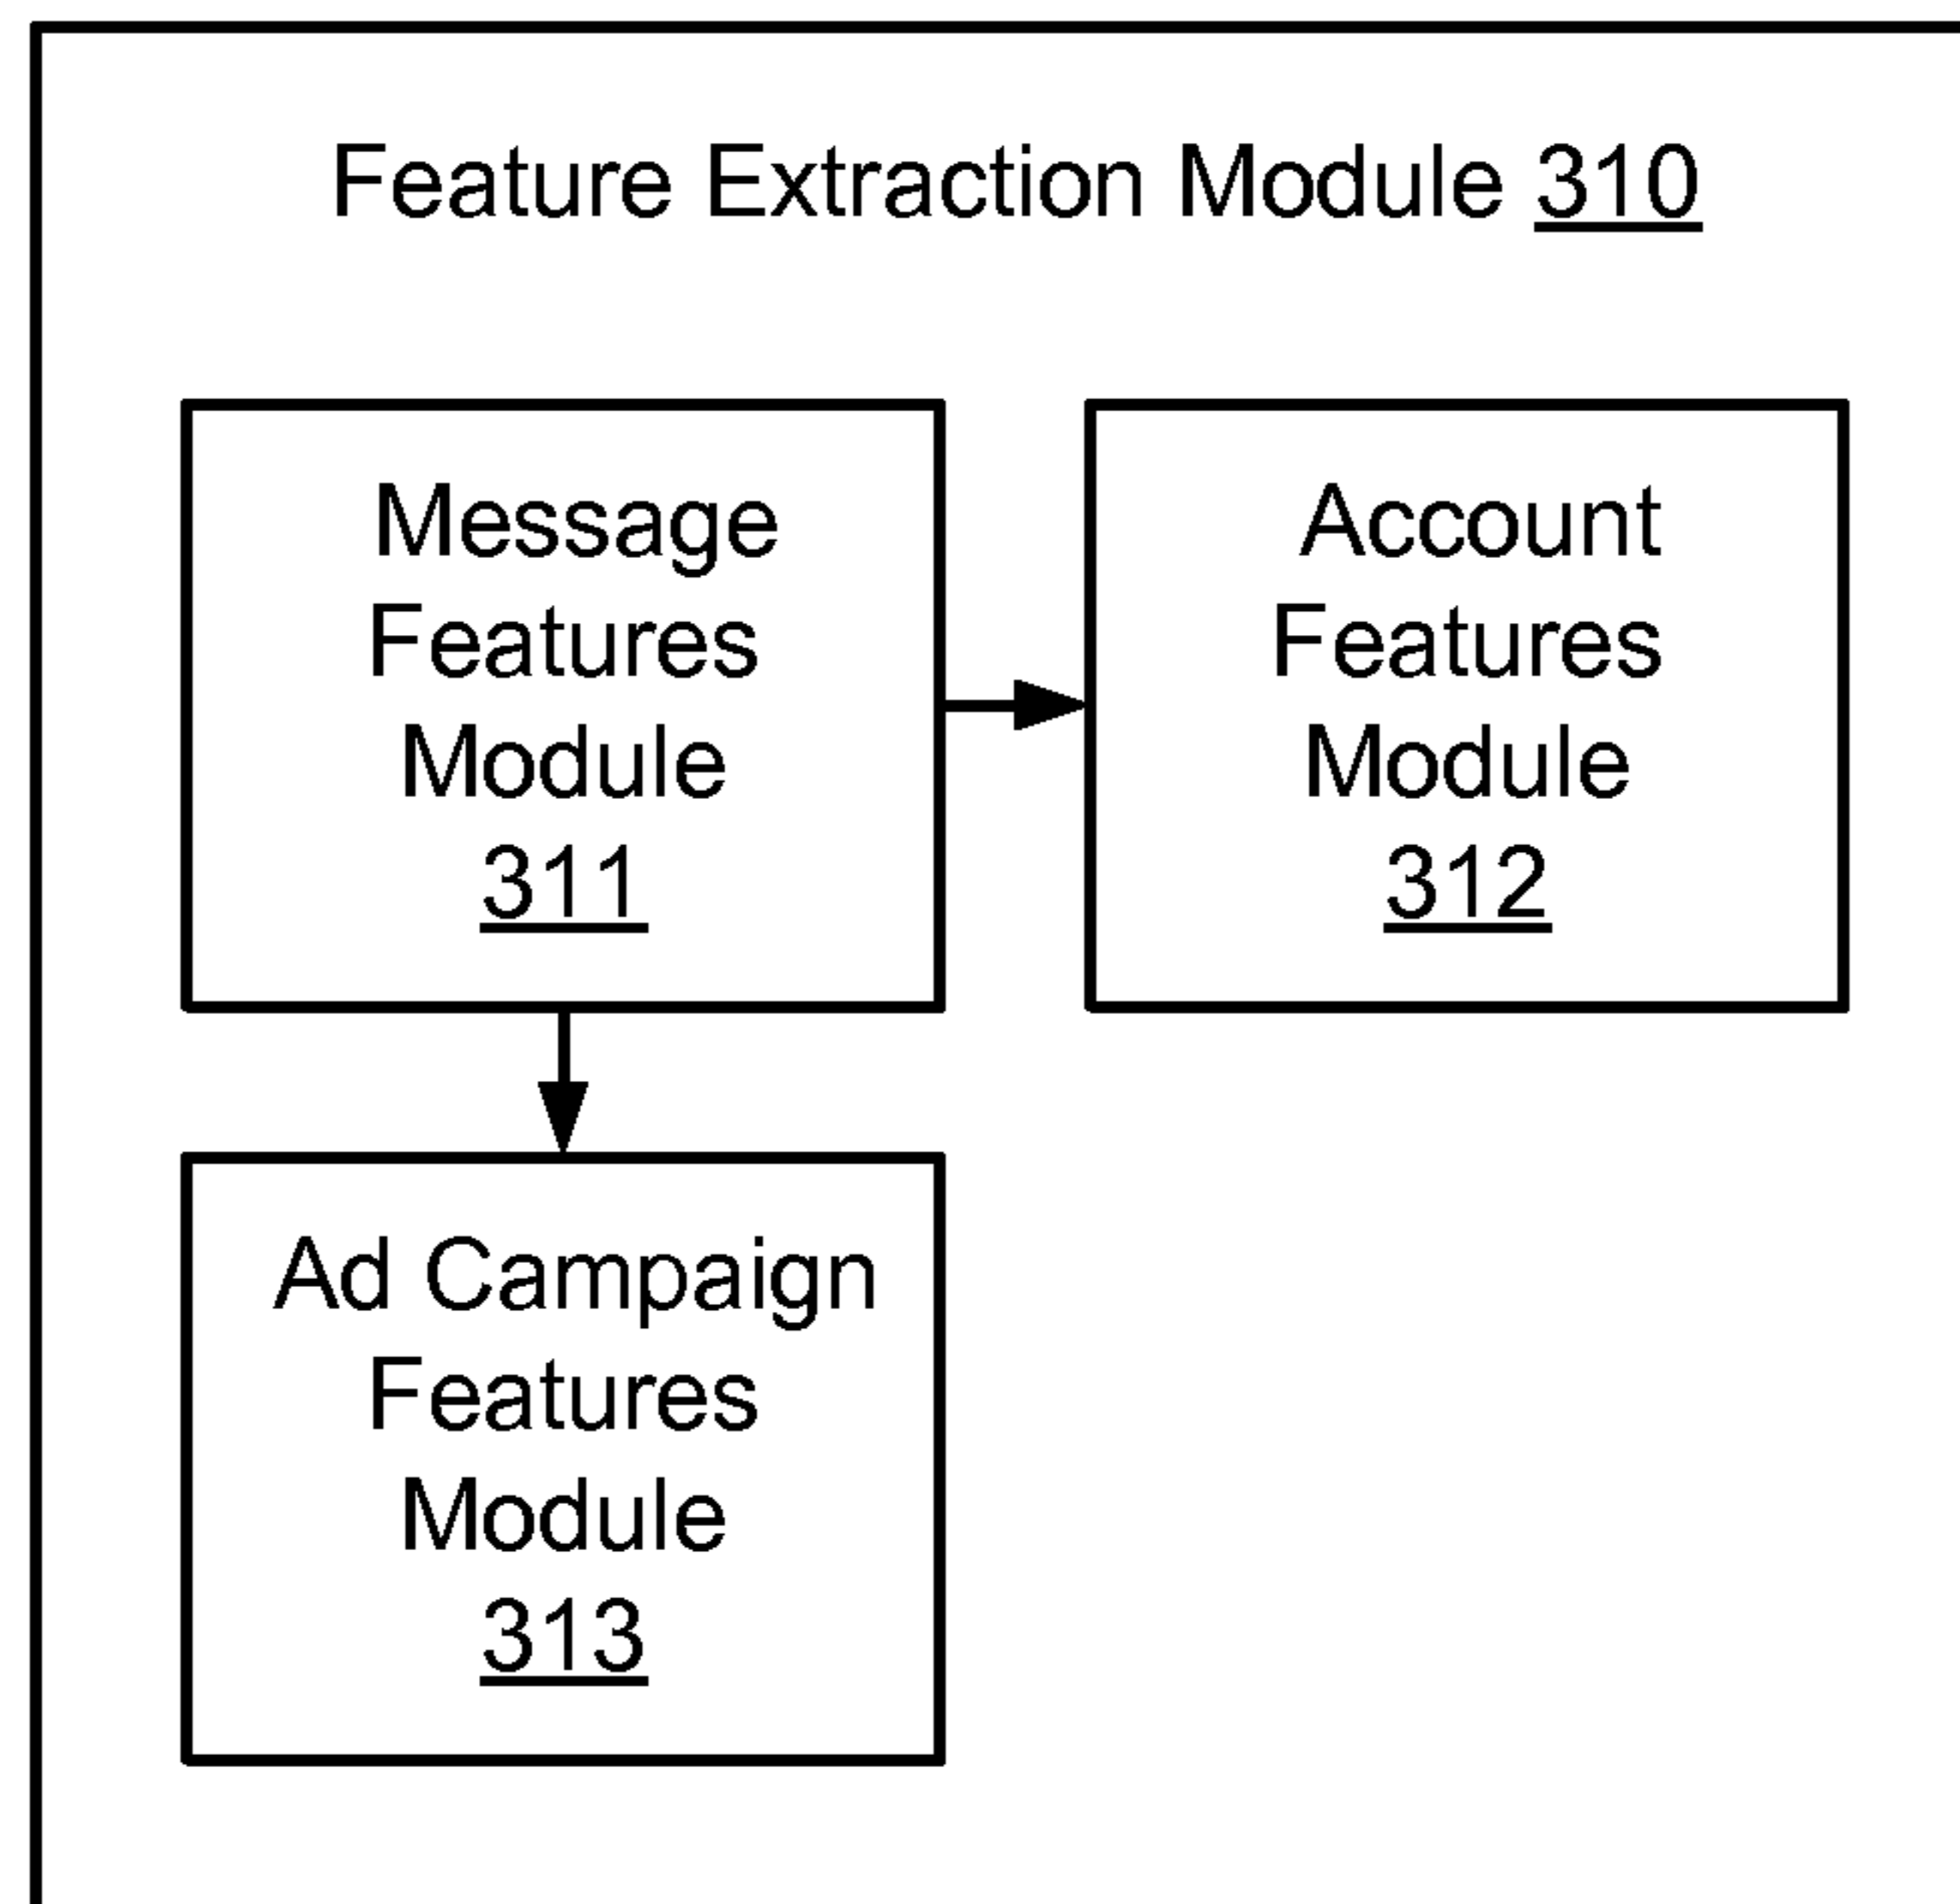 Feature Extraction Module 310
Message
Features
Module
311
Account
Features
Module
312
Ad Campaign
Features
Module
313